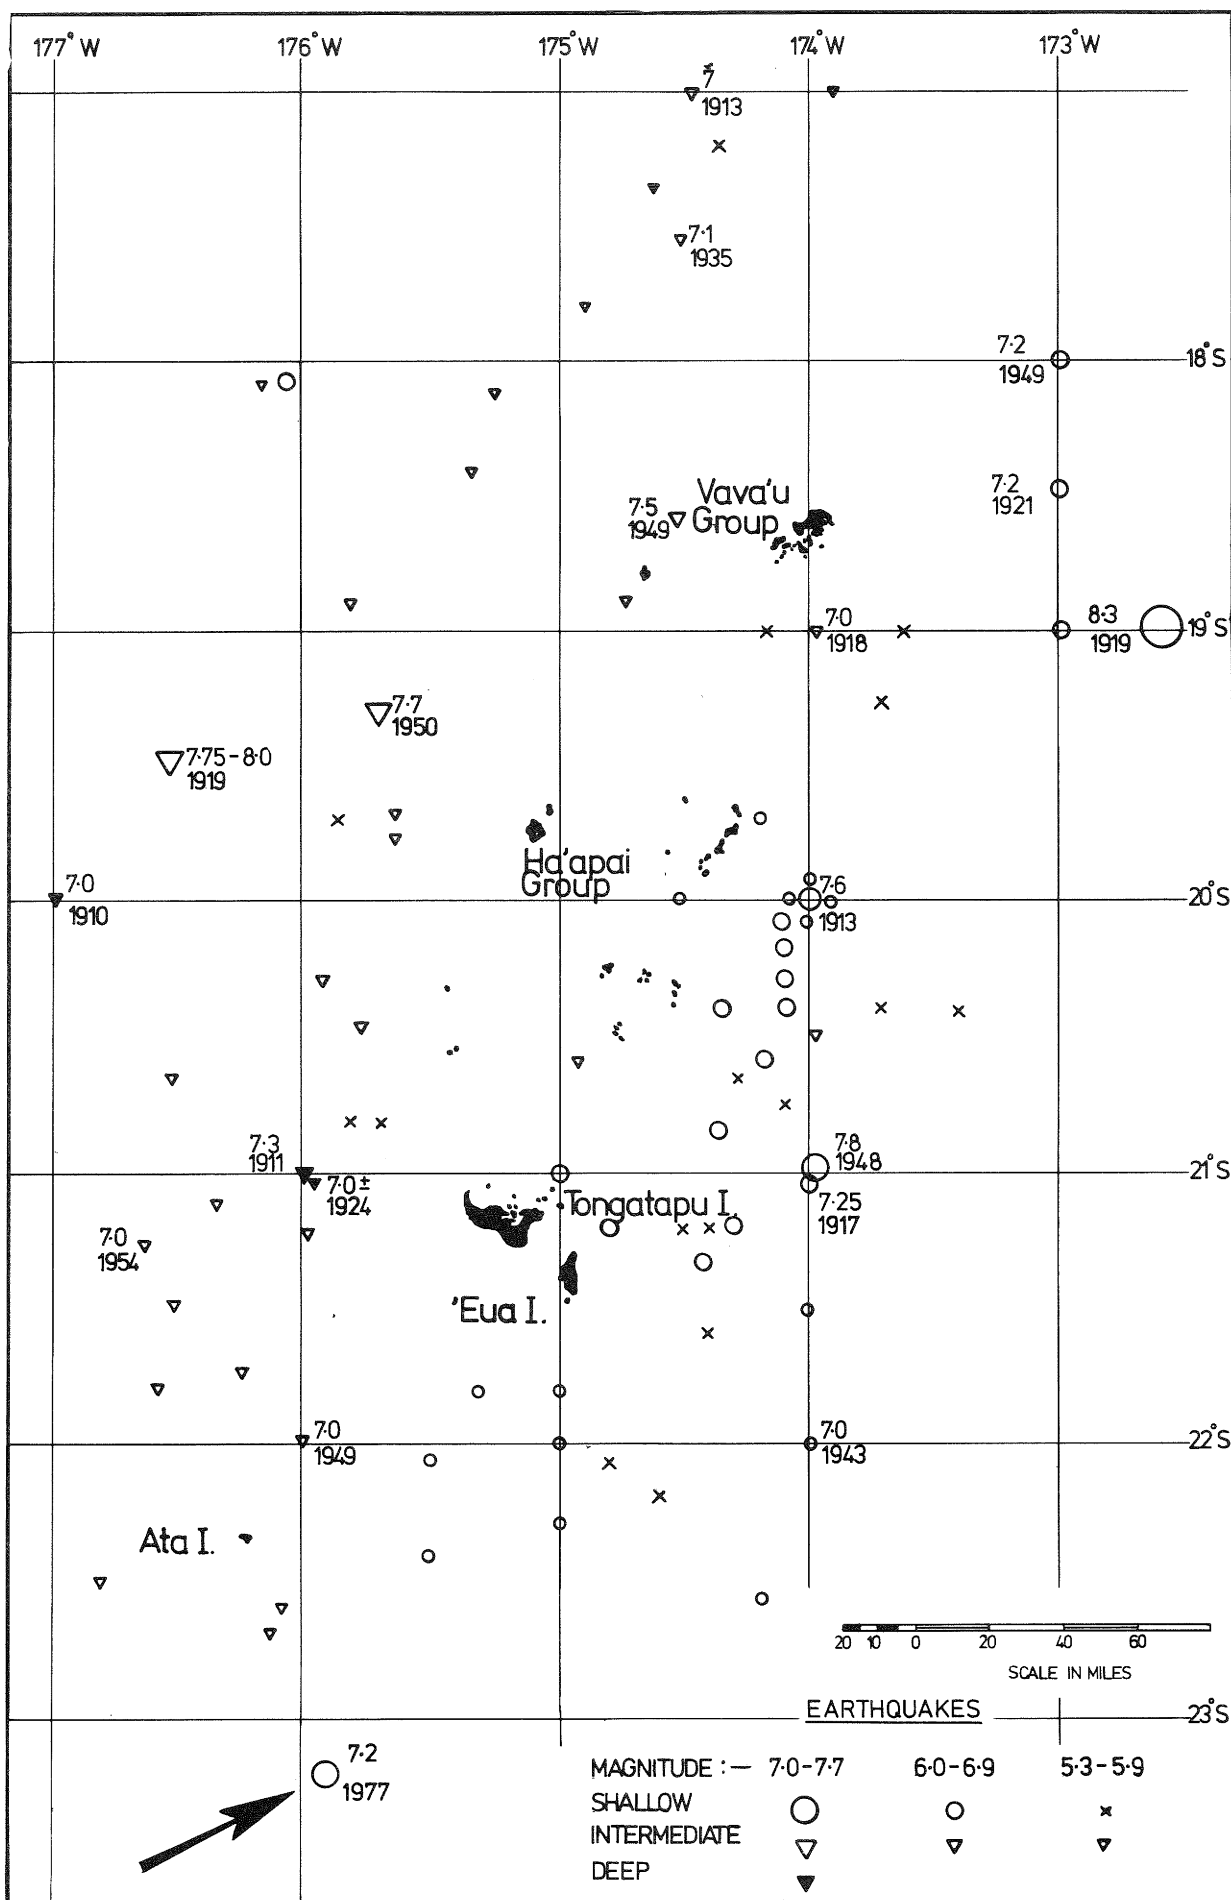 177°W 176°W 175°W 174°W 173°W
7
1913
7·1
1935
7·2
1949
18°S
7·2
1921
Vava'u
Group
7·5
1949
7·0
1918
8·3
1919
19°S
7·7
1950
7·75-8·0
1919
Ha'apai
Group
7·0
1910
7·6
1913
20°S
7·3
1911
7·0±
1924
7·8
1948
21°S
7·25
1917
Tongatapu I.
7·0
1954
'Eua I.
7·0
1949
7·0
1943
22°S
Ata I.
20 10 0 20 40 60
SCALE IN MILES
EARTHQUAKES
23°S
7·2
1977
MAGNITUDE :— 7·0-7·7 6·0-6·9 5·3-5·9
SHALLOW
INTERMEDIATE
DEEP